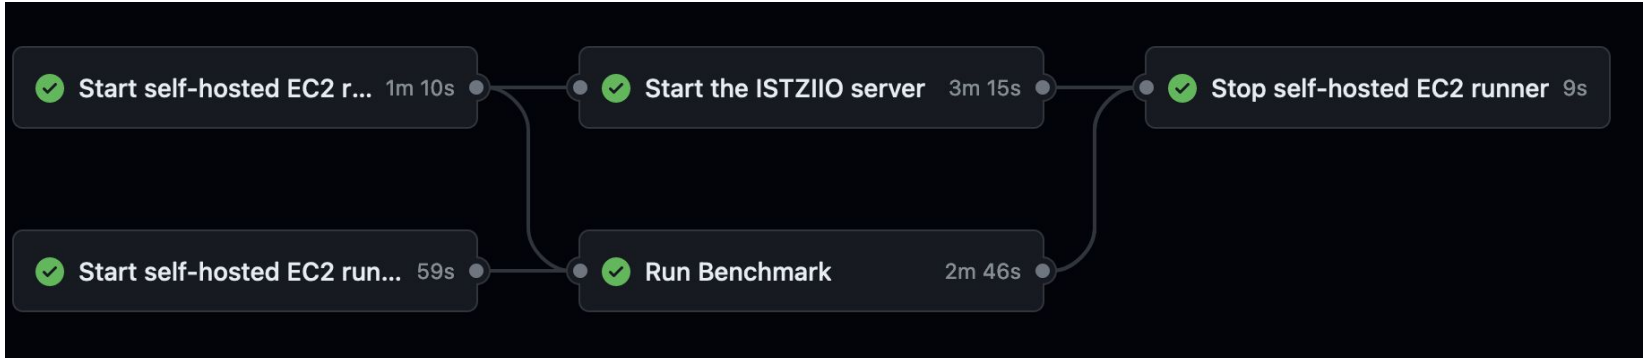 Start self-hosted EC2 r... 1m 10s
Start the ISTZIIO server 3m 15s
Stop self-hosted EC2 runner 9s
Start self-hosted EC2 run... 59s
Run Benchmark 2m 46s